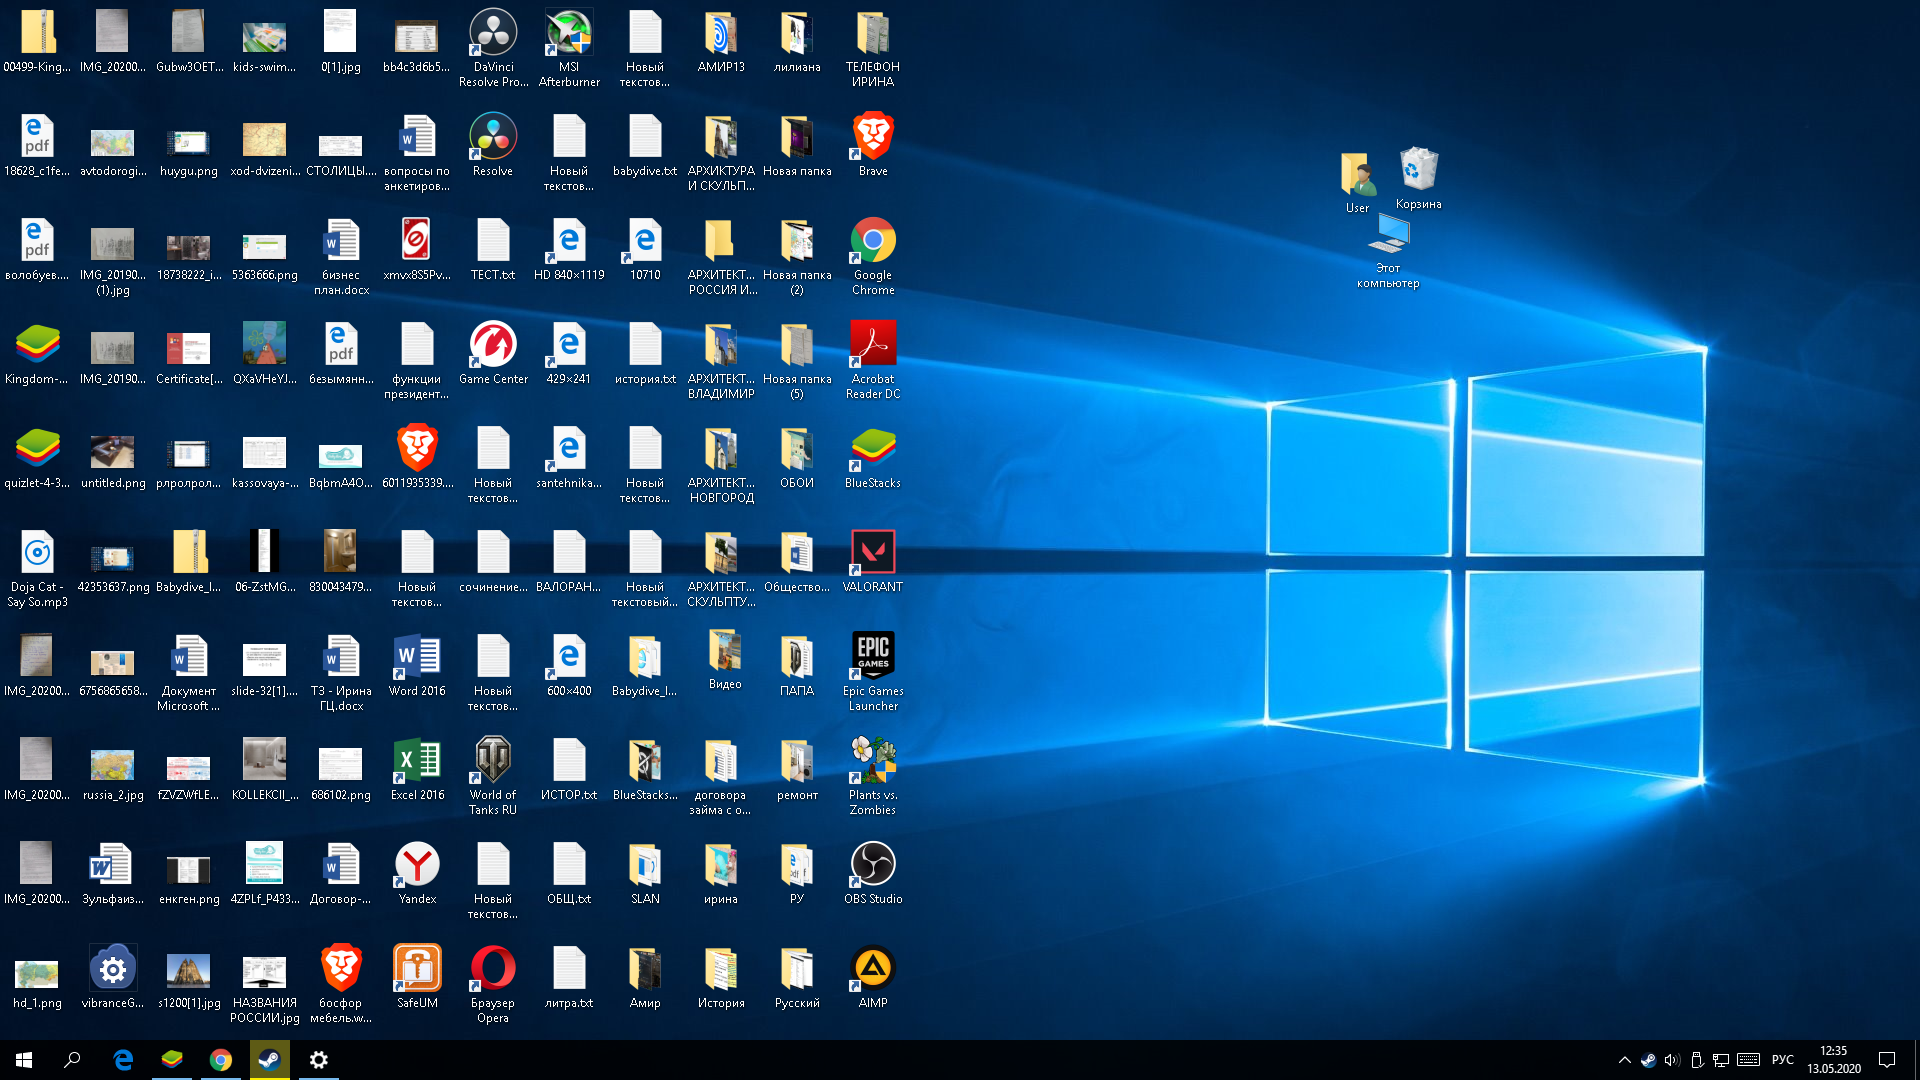 00499-King...
IMG_20200...
Gubw3OET...
kids-swim...
0[1].jpg
bb4c3d6b5...
DaVinci
Resolve Pro...
MSI
Afterburner
Новый
текстов...
АМИР13
лилиана
ТЕЛЕФОН
ИРИНА
18628_c1fe...
avtodorogi...
huygu.png
xod-dvizeni...
СТОЛИЦЫ....
вопросы по
анкетиров...
Resolve
Новый
текстов...
babydive.txt
АРХИКТУРА
И СКУЛЬП...
Новая папка
Brave
User
Корзина
волобуев....
IMG_20190...
(1).jpg
18738222_i...
5363666.png
бизнес
план.docx
xmvx8S5Pv...
ТЕСТ.txt
HD 840×1119
10710
АРХИТЕКТ...
РОССИЯ И...
Новая папка
(2)
Google
Chrome
Этот
компьютер
Kingdom-...
IMG_20190...
Certificate[...
QXaVHeYJ...
безымянн...
функции
президент...
Game Center
429×241
история.txt
АРХИТЕКТ...
ВЛАДИМИР
Новая папка
(5)
Acrobat
Reader DC
quizlet-4-3...
untitled.png
рлролрол...
kassovaya-...
BqbmA4O...
6011935339....
Новый
текстов...
santehnika...
Новый
текстов...
АРХИТЕКТ...
НОВГОРОД
ОБОИ
BlueStacks
Doja Cat -
Say So.mp3
42353637.png
Babydive_l...
06-ZstMG...
830043479...
Новый
текстов...
сочинение...
ВАЛОРАН...
Новый
текстовый...
АРХИТЕКТ...
СКУЛЬПТУ...
Общество...
VALORANT
IMG_20200...
6756865658...
Документ
Microsoft ...
slide-32[1]....
ТЗ - Ирина
ГЦ.docx
Word 2016
Новый
текстов...
600×400
Babydive_l...
Видео
ПАПА
EPIC
GAMES
Epic Games
Launcher
IMG_20200...
russia_2.jpg
fZVZWfLE...
KOLLEKCII_...
686102.png
Excel 2016
World of
Tanks RU
ИСТОР.txt
BlueStacks...
договора
займа с о...
ремонт
Plants vs.
Zombies
IMG_20200...
Зульфаиз...
енкген.png
4ZPLf_P433...
Договор-...
Yandex
Новый
текстов...
ОБЩ.txt
SLAN
ирина
РУ
OBS Studio
hd_1.png
vibranceG...
s1200[1].jpg
НАЗВАНИЯ
РОССИИ.jpg
босфор
мебель.w...
SafeUM
Браузер
Opera
литра.txt
Амир
История
Русский
AIMP
РУС
12:35
13.05.2020